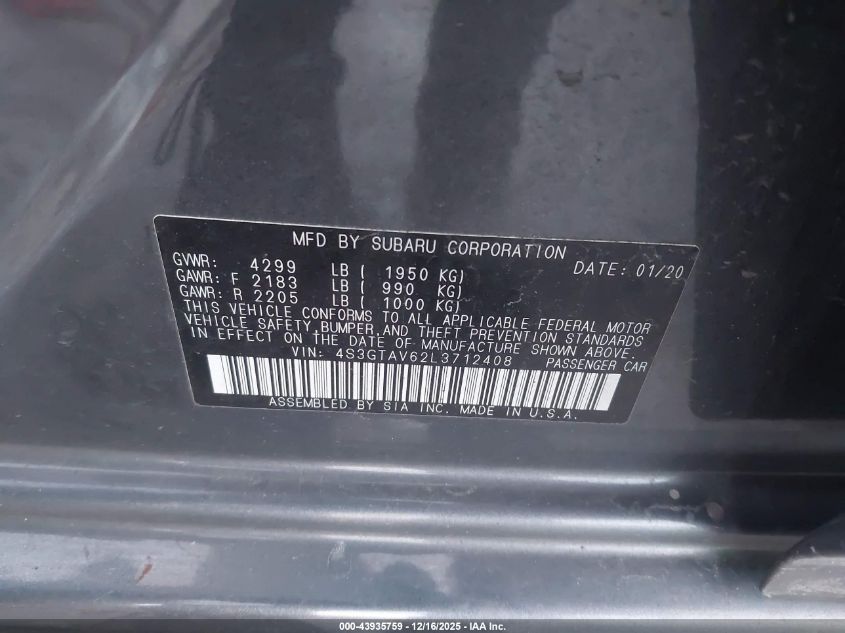 MFD BY SUBARU CORPORATION
GVWR: 4299 LB ( 1950 KG) DATE: 01/20
GAWR: F 2183 LB ( 990 KG)
GAWR: R 2205 LB ( 1000 KG)
THIS VEHICLE CONFORMS TO ALL APPLICABLE FEDERAL MOTOR
VEHICLE SAFETY, BUMPER, AND THEFT PREVENTION STANDARDS
IN EFFECT ON THE DATE OF MANUFACTURE SHOWN ABOVE.
VIN: 4S3GTAV62L3712408 PASSENGER CAR
ASSEMBLED BY SIA INC. MADE IN U.S.A.
000-43935759 - 12/16/2025 - IAA Inc.